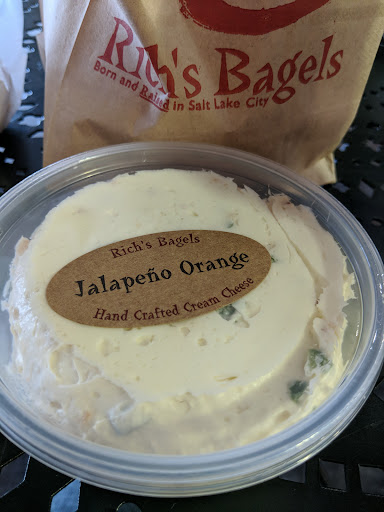 Rich's Bagels
Born and Raised in Salt Lake City
Rich's Bagels
Jalapeño Orange
Hand Crafted Cream Cheese